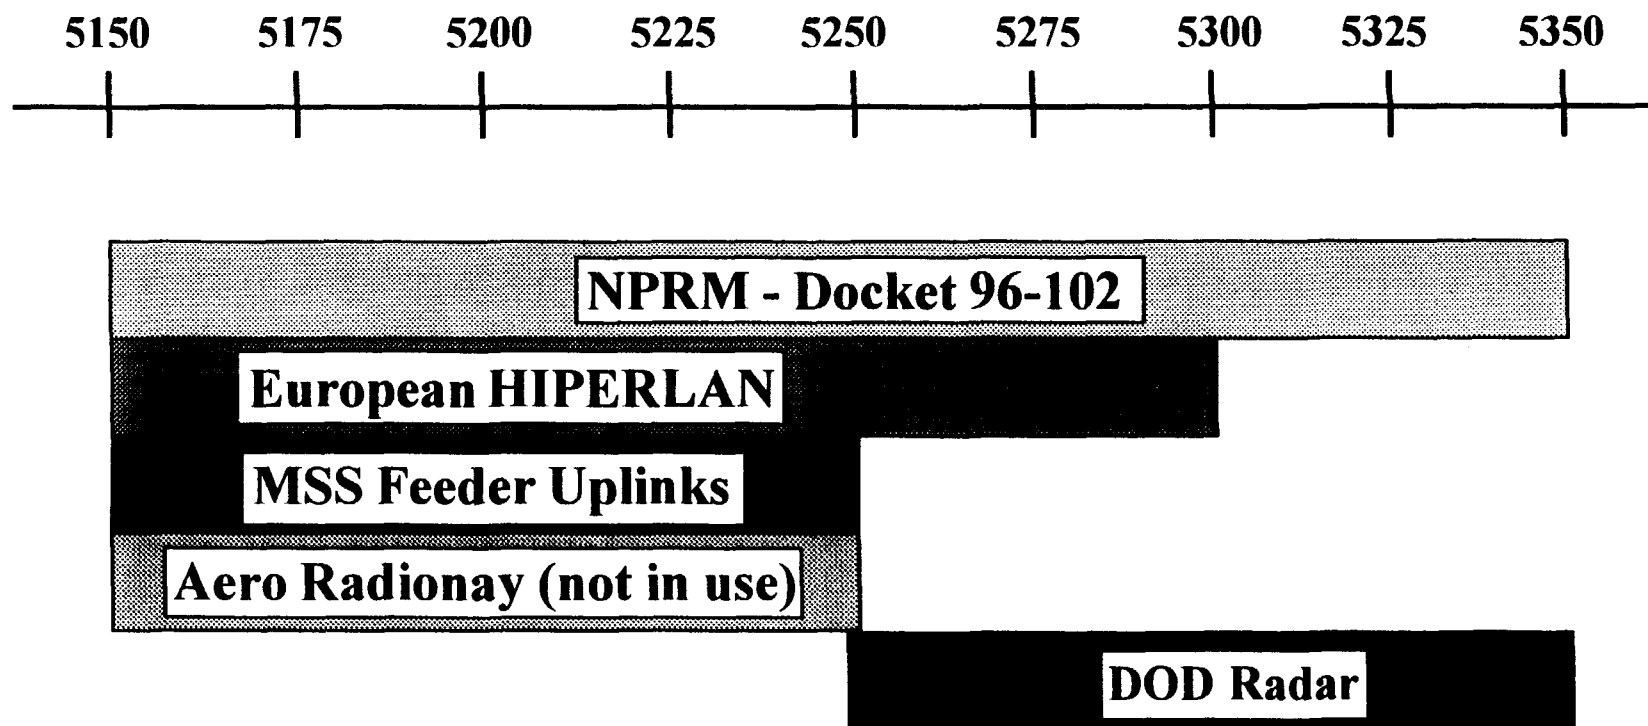 5150 5175 5200 5225 5250 5275 5300 5325 5350
NPRM - Docket 96-102
European HIPERLAN
MSS Feeder Uplinks
Aero Radionay (not in use)
DOD Radar